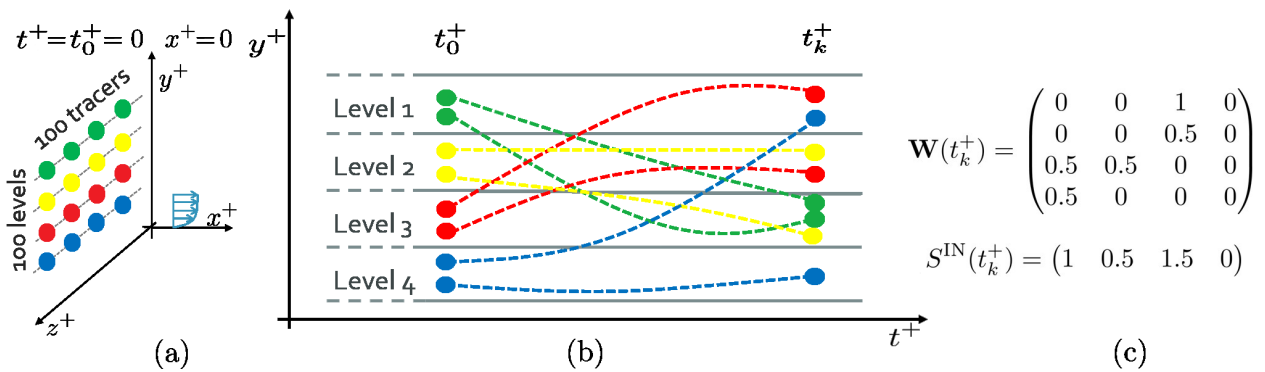 t⁺=t₀⁺=0 x⁺=0
y⁺
100 tracers
100 levels
x⁺
z⁺
(a)
y⁺
t₀⁺ tₖ⁺
Level 1
Level 2
Level 3
Level 4
t⁺
(b)
W(tₖ⁺) =
0 0 1 0
0 0 0.5 0
0.5 0.5 0 0
0.5 0 0 0
Sᴵᴺ(tₖ⁺) = (1 0.5 1.5 0)
(c)